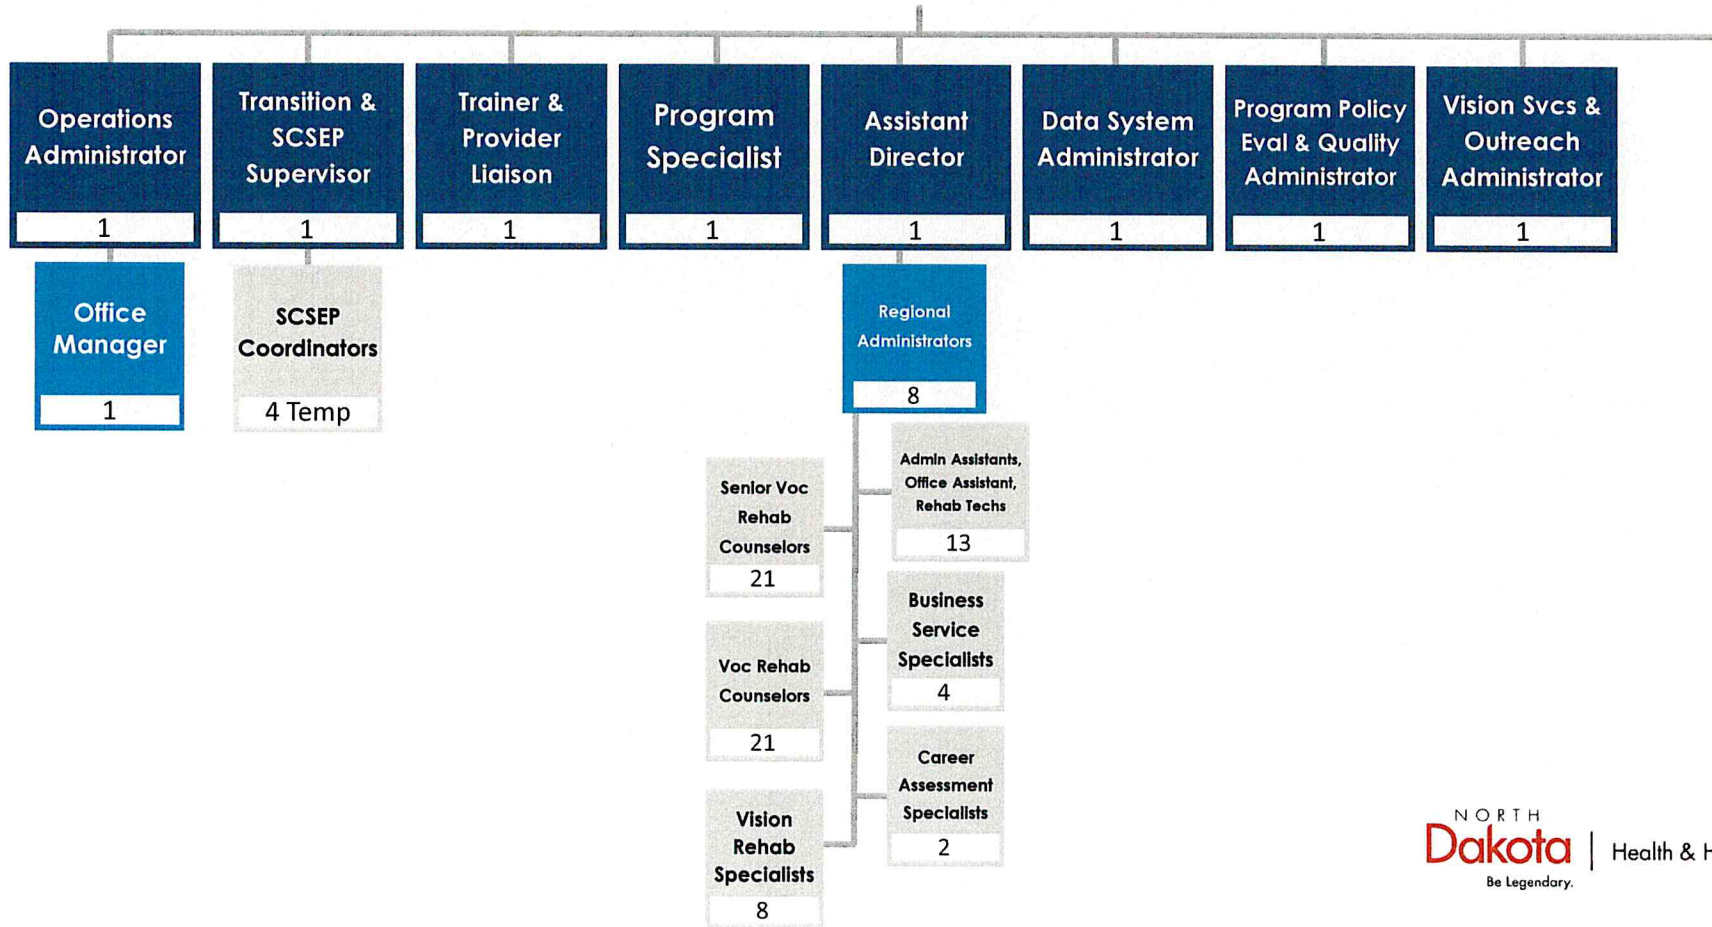 Operations
Administrator
1
Transition &
SCSEP
Supervisor
1
Trainer &
Provider
Liaison
1
Program
Specialist
1
Assistant
Director
1
Data System
Administrator
1
Program Policy
Eval & Quality
Administrator
1
Vision Svcs &
Outreach
Administrator
1
Office
Manager
1
SCSEP
Coordinators
4 Temp
Regional
Administrators
8
Senior Voc
Rehab
Counselors
21
Admin Assistants,
Office Assistant,
Rehab Techs
13
Voc Rehab
Counselors
21
Business
Service
Specialists
4
Vision
Rehab
Specialists
8
Career
Assessment
Specialists
2
NORTH
Dakota
Be Legendary.
Health & H